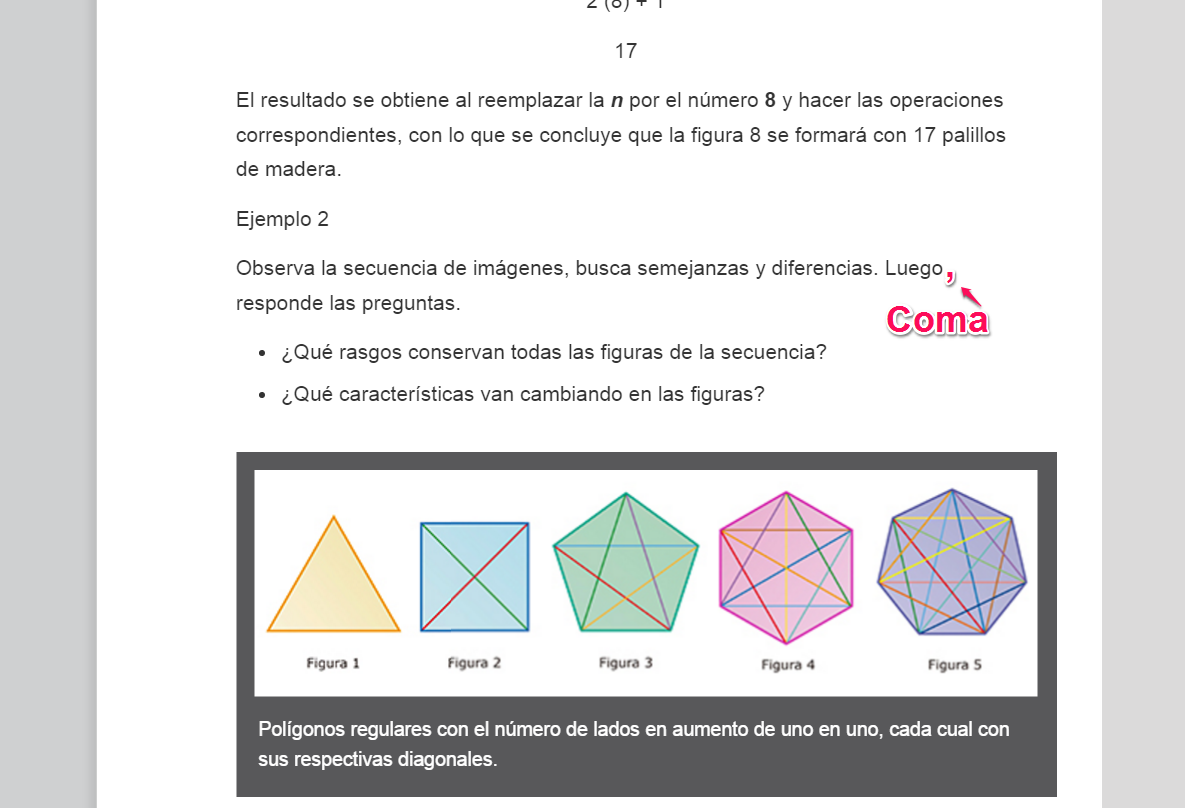 2 (8) + 1
17
El resultado se obtiene al reemplazar la n por el número 8 y hacer las operaciones
correspondientes, con lo que se concluye que la figura 8 se formará con 17 palillos
de madera.
Ejemplo 2
Observa la secuencia de imágenes, busca semejanzas y diferencias. Luego,
responde las preguntas.
Coma
• ¿Qué rasgos conservan todas las figuras de la secuencia?
• ¿Qué características van cambiando en las figuras?
Figura 1 Figura 2 Figura 3 Figura 4 Figura 5
Polígonos regulares con el número de lados en aumento de uno en uno, cada cual con
sus respectivas diagonales.